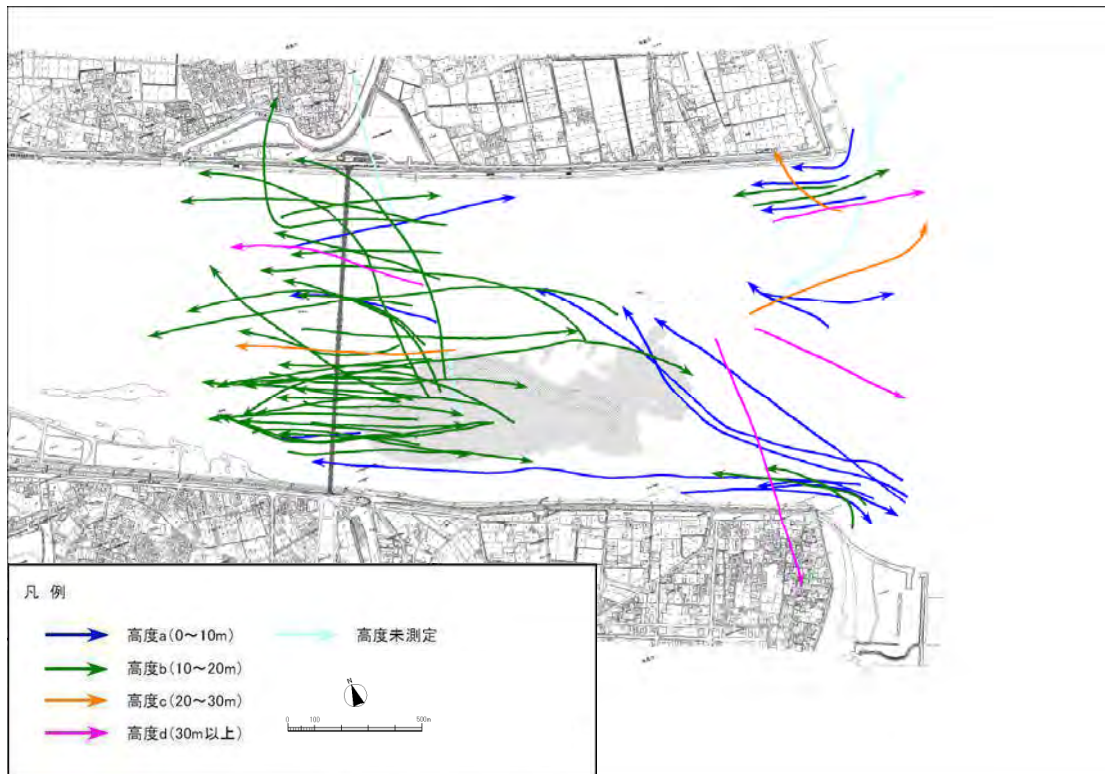 凡 例
高度a(0～10m)
高度未測定
高度b(10～20m)
高度c(20～30m)
高度d(30m以上)
N
0 100 500m